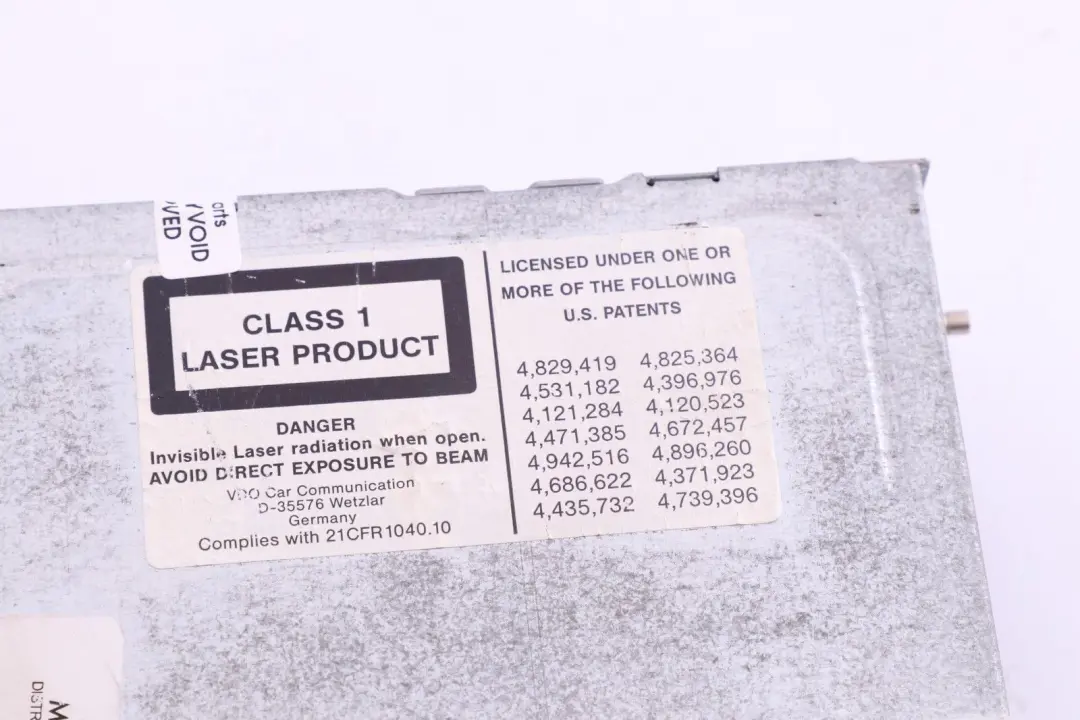 orts
VOID
VED
CLASS 1
LASER PRODUCT
DANGER
Invisible Laser radiation when open.
AVOID DIRECT EXPOSURE TO BEAM
VDO Car Communication
D-35576 Wetzlar
Germany
Complies with 21CFR1040.10
LICENSED UNDER ONE OR
MORE OF THE FOLLOWING
U.S. PATENTS
4,829,419 4,825,364
4,531,182 4,396,976
4,121,284 4,120,523
4,471,385 4,672,457
4,942,516 4,896,260
4,686,622 4,371,923
4,435,732 4,739,396
M
DISTR